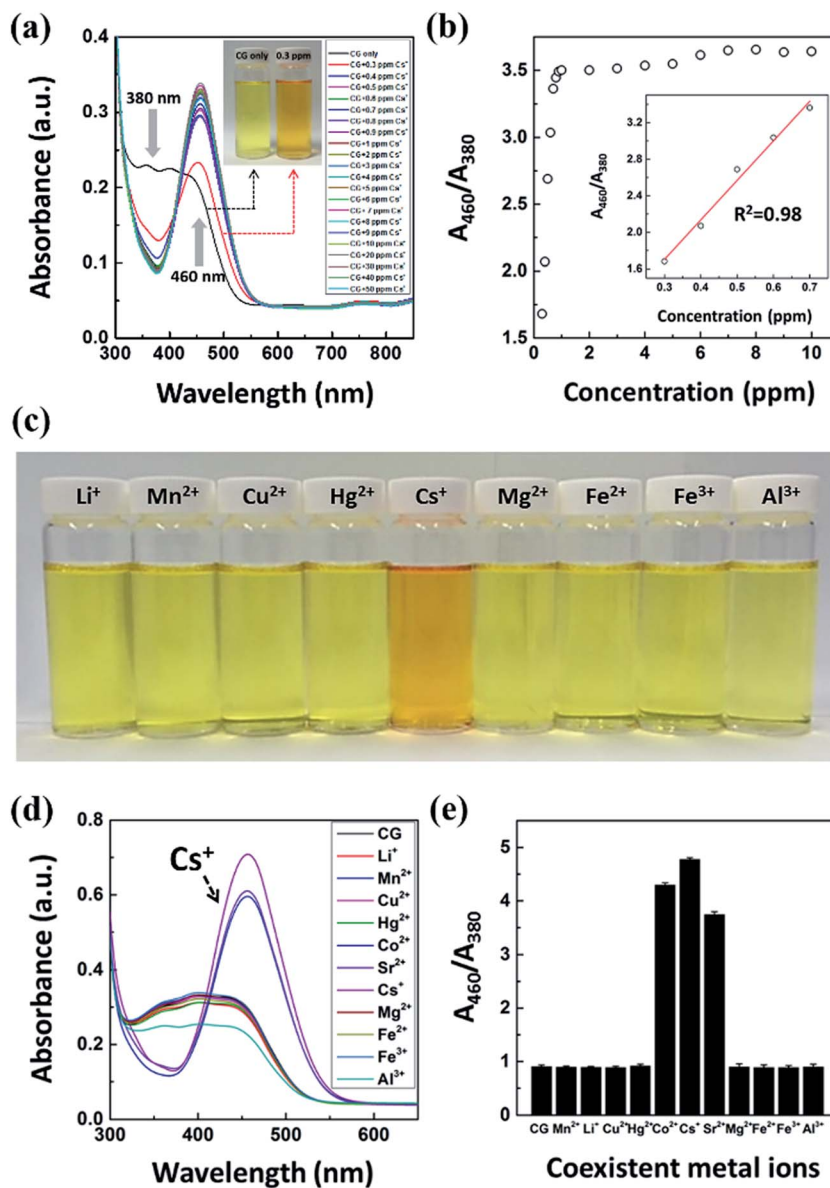 (a)
0.4
0.3
0.2
0.1
0.0
Absorbance (a.u.)
380 nm
460 nm
CG only
0.3 ppm
CG only
CG+0.3 ppm Cs⁺
CG+0.4 ppm Cs⁺
CG+0.5 ppm Cs⁺
CG+0.6 ppm Cs⁺
CG+0.7 ppm Cs⁺
CG+0.8 ppm Cs⁺
CG+0.9 ppm Cs⁺
CG+1 ppm Cs⁺
CG+2 ppm Cs⁺
CG+3 ppm Cs⁺
CG+4 ppm Cs⁺
CG+5 ppm Cs⁺
CG+6 ppm Cs⁺
CG+7 ppm Cs⁺
CG+8 ppm Cs⁺
CG+9 ppm Cs⁺
CG+10 ppm Cs⁺
CG+20 ppm Cs⁺
CG+30 ppm Cs⁺
CG+40 ppm Cs⁺
CG+50 ppm Cs⁺
300 400 500 600 700 800
Wavelength (nm)
(b)
3.5
3.0
2.5
2.0
1.5
A₄₆₀/A₃₈₀
3.2
2.8
2.4
2.0
1.6
A₄₆₀/A₃₈₀
R²=0.98
0.3 0.4 0.5 0.6 0.7
Concentration (ppm)
0 2 4 6 8 10
Concentration (ppm)
(c)
Li⁺ Mn²⁺ Cu²⁺ Hg²⁺ Cs⁺ Mg²⁺ Fe²⁺ Fe³⁺ Al³⁺
(d)
0.8
0.6
0.4
0.2
0.0
Absorbance (a.u.)
Cs⁺
CG
Li⁺
Mn²⁺
Cu²⁺
Hg²⁺
Co²⁺
Sr²⁺
Cs⁺
Mg²⁺
Fe²⁺
Fe³⁺
Al³⁺
300 400 500 600
Wavelength (nm)
(e)
5
4
3
2
1
0
A₄₆₀/A₃₈₀
CG Mn²⁺ Li⁺ Cu²⁺ Hg²⁺ Co²⁺ Cs⁺ Sr²⁺ Mg²⁺ Fe²⁺ Fe³⁺ Al³⁺
Coexistent metal ions